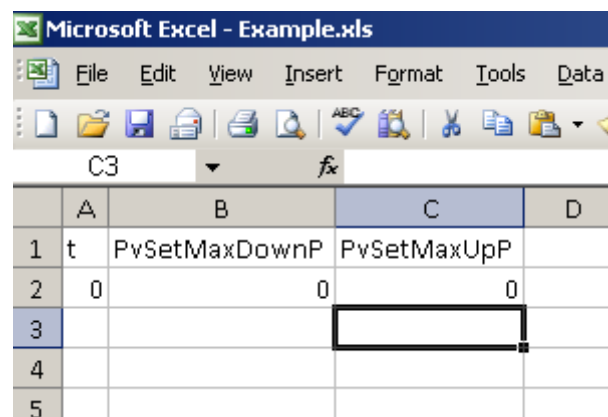 Microsoft Excel - Example.xls
File Edit View Insert Format Tools Data
ABC
C3 fx
A B C D
1 t PvSetMaxDownP PvSetMaxUpP
2 0 0 0
3
4
5